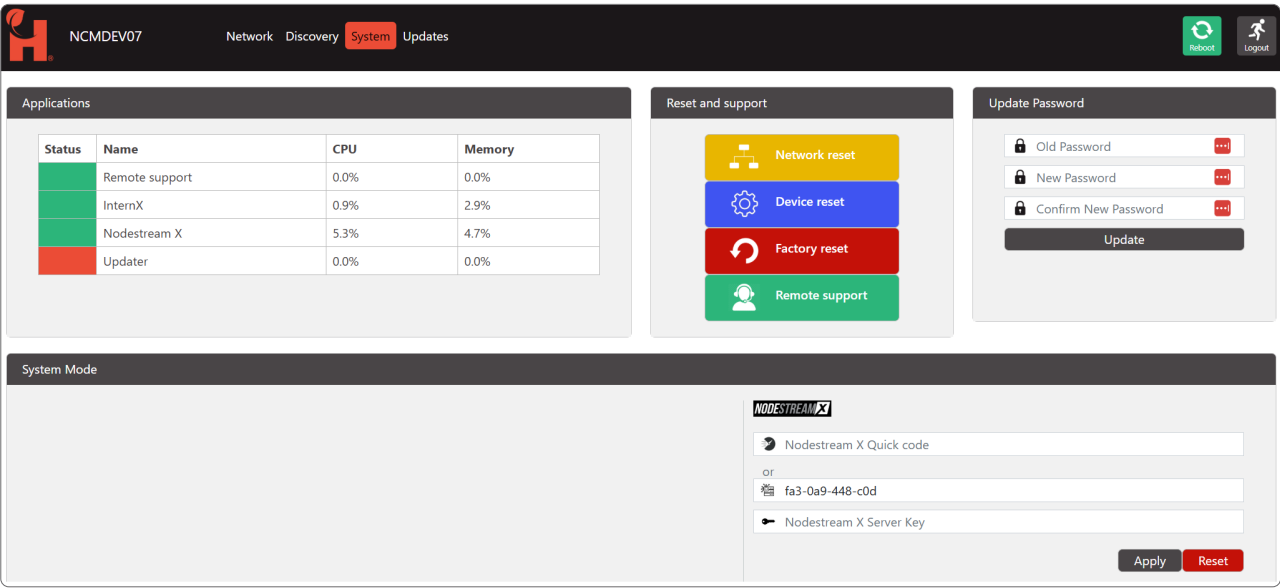 NCMDEV07
Network Discovery System Updates
Reboot
Logout
Applications
Status Name CPU Memory
Remote support 0.0% 0.0%
InternX 0.9% 2.9%
Nodestream X 5.3% 4.7%
Updater 0.0% 0.0%
Reset and support
Network reset
Device reset
Factory reset
Remote support
Update Password
Old Password
New Password
Confirm New Password
Update
System Mode
NODESTREAM X
Nodestream X Quick code
or
fa3-0a9-448-c0d
Nodestream X Server Key
Apply Reset